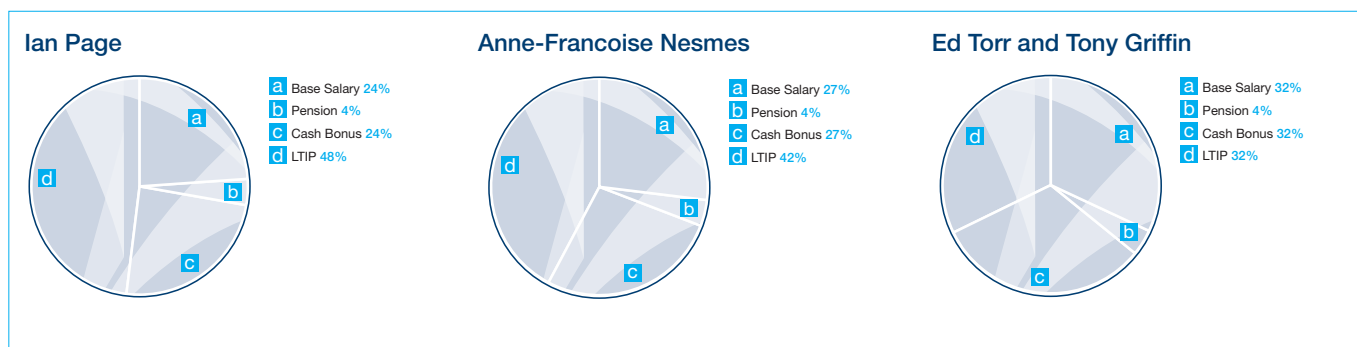 Ian Page
a Base Salary 24%
b Pension 4%
c Cash Bonus 24%
d LTIP 48%
a
b
c
d
Anne-Francoise Nesmes
a Base Salary 27%
b Pension 4%
c Cash Bonus 27%
d LTIP 42%
a
b
c
d
Ed Torr and Tony Griffin
a Base Salary 32%
b Pension 4%
c Cash Bonus 32%
d LTIP 32%
a
b
c
d